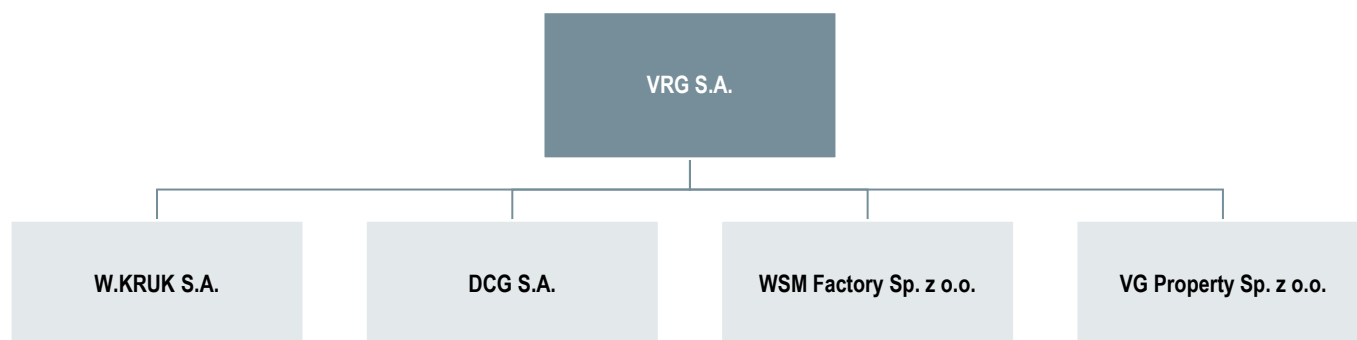 VRG S.A.
W.KRUK S.A.
DCG S.A.
WSM Factory Sp. z o.o.
VG Property Sp. z o.o.